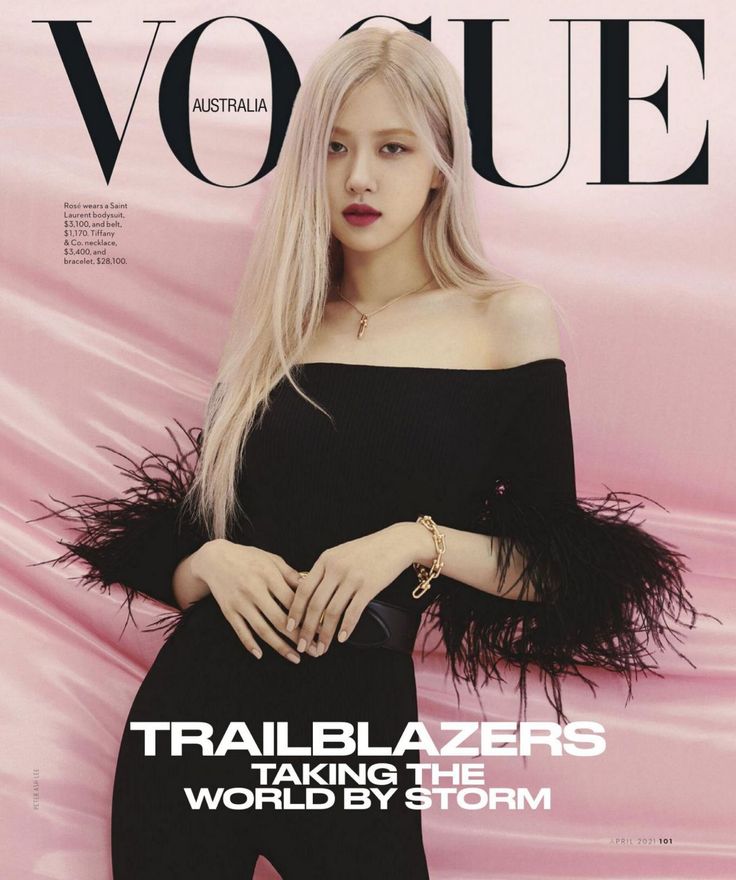 VOGUE
AUSTRALIA
Rosé wears a Saint
Laurent bodysuit,
$3,100, and belt,
$1,170. Tiffany
& Co. necklace,
$3,400, and
bracelet, $28,100.
TRAILBLAZERS
TAKING THE
WORLD BY STORM
PETER ASH LEE
APRIL 2021 101